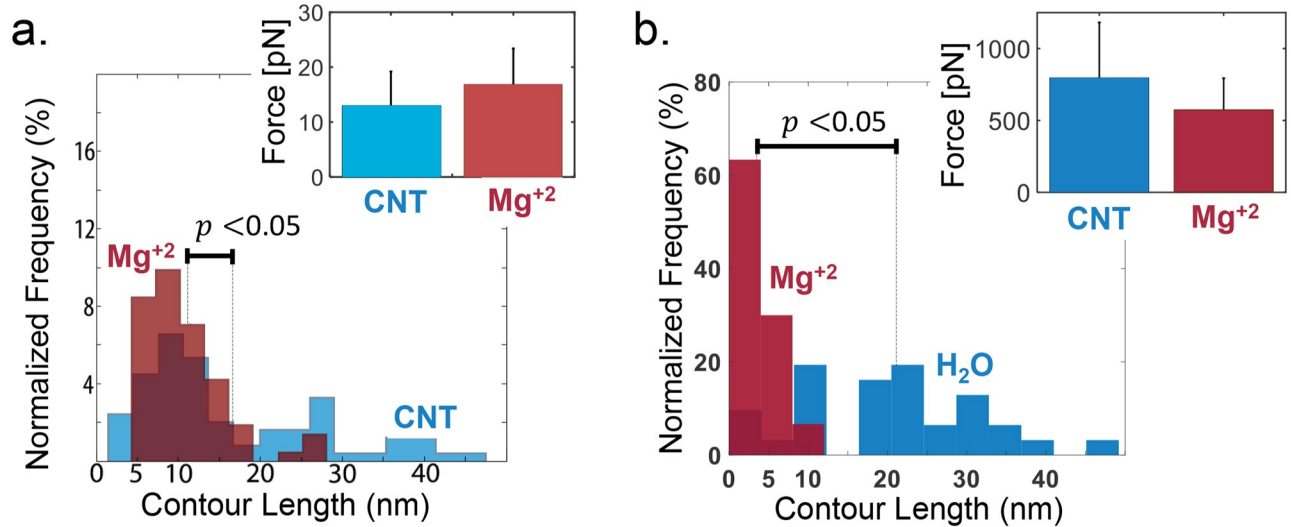 a.
Force [pN]
30
20
10
0
CNT
Mg+2
Normalized Frequency (%)
16
12
8
4
p <0.05
Mg+2
CNT
0 5 10 20 30 40
Contour Length (nm)
b.
Force [pN]
1000
500
0
CNT
Mg+2
Normalized Frequency (%)
80
60
40
20
0
p <0.05
Mg+2
H2O
0 5 10 20 30 40
Contour Length (nm)